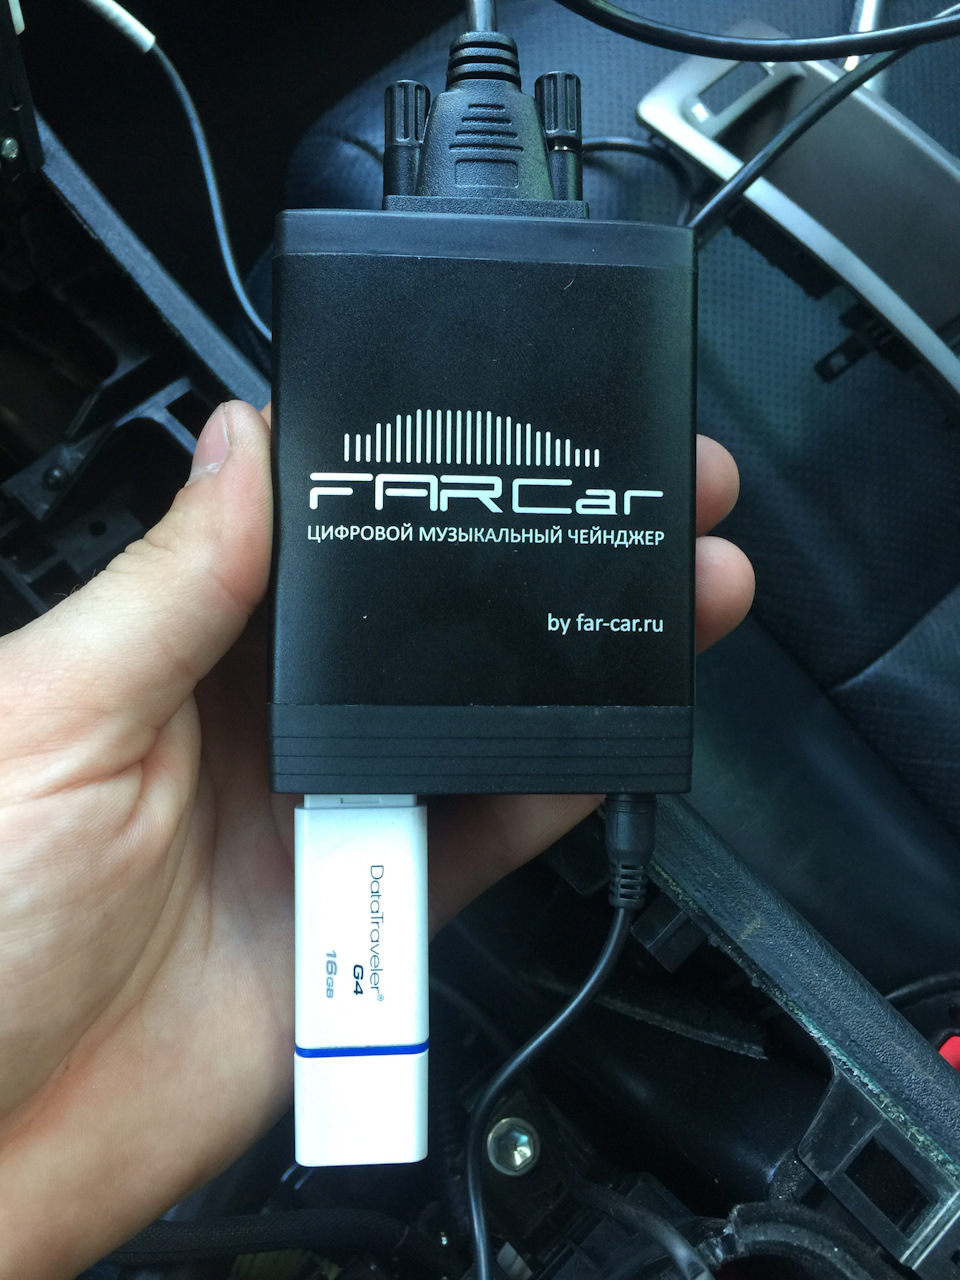 FARCar
ЦИФРОВОЙ МУЗЫКАЛЬНЫЙ ЧЕЙНДЖЕР
by far-car.ru
DataTraveler®
G4
16GB